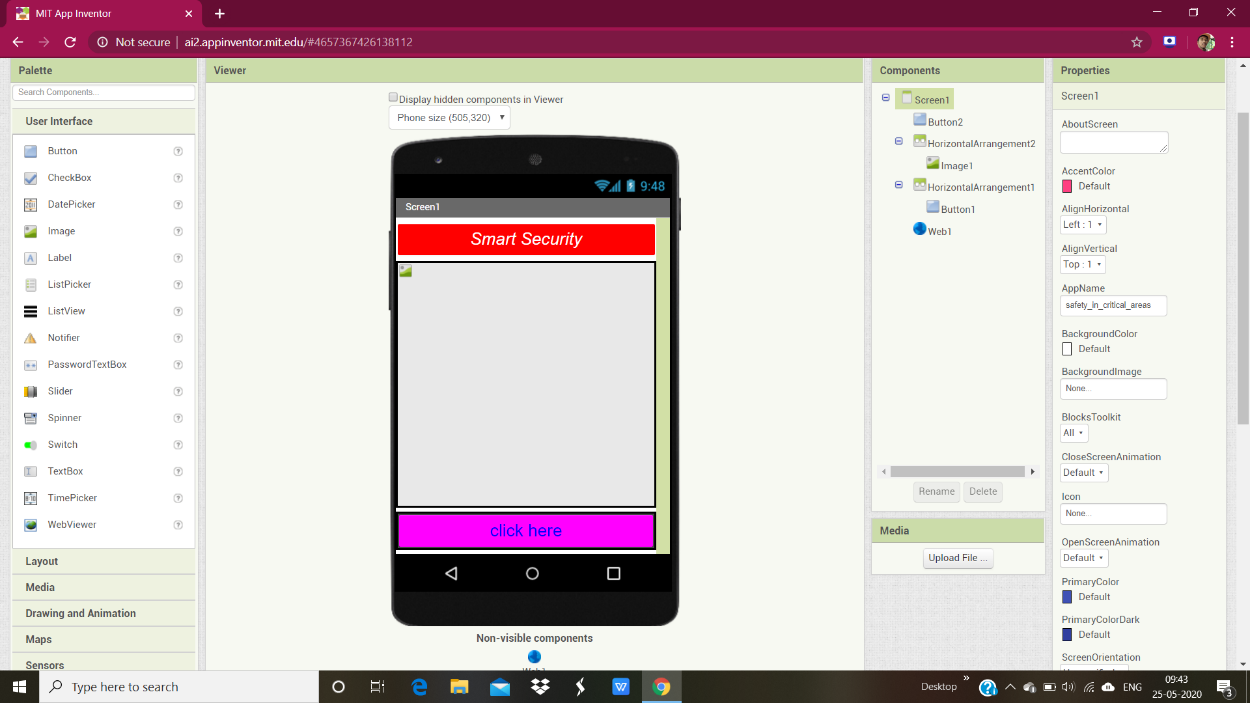 MIT App Inventor
Not secure | ai2.appinventor.mit.edu/#4657367426138112
Palette
Search Components...
User Interface
Button
CheckBox
DatePicker
Image
Label
ListPicker
ListView
Notifier
PasswordTextBox
Slider
Spinner
Switch
TextBox
TimePicker
WebViewer
Layout
Media
Drawing and Animation
Maps
Sensors
Viewer
Display hidden components in Viewer
Phone size (505,320)
9:48
Screen1
Smart Security
click here
Non-visible components
Web1
Components
Screen1
Button2
HorizontalArrangement2
Image1
HorizontalArrangement1
Button1
Web1
Rename Delete
Media
Upload File ...
Properties
Screen1
AboutScreen
AccentColor
Default
AlignHorizontal
Left : 1
AlignVertical
Top : 1
AppName
safety_in_critical_areas
BackgroundColor
Default
BackgroundImage
None...
BlocksToolkit
All
CloseScreenAnimation
Default
Icon
None...
OpenScreenAnimation
Default
PrimaryColor
Default
PrimaryColorDark
Default
ScreenOrientation
Type here to search
Desktop
ENG
09:43
25-05-2020
3